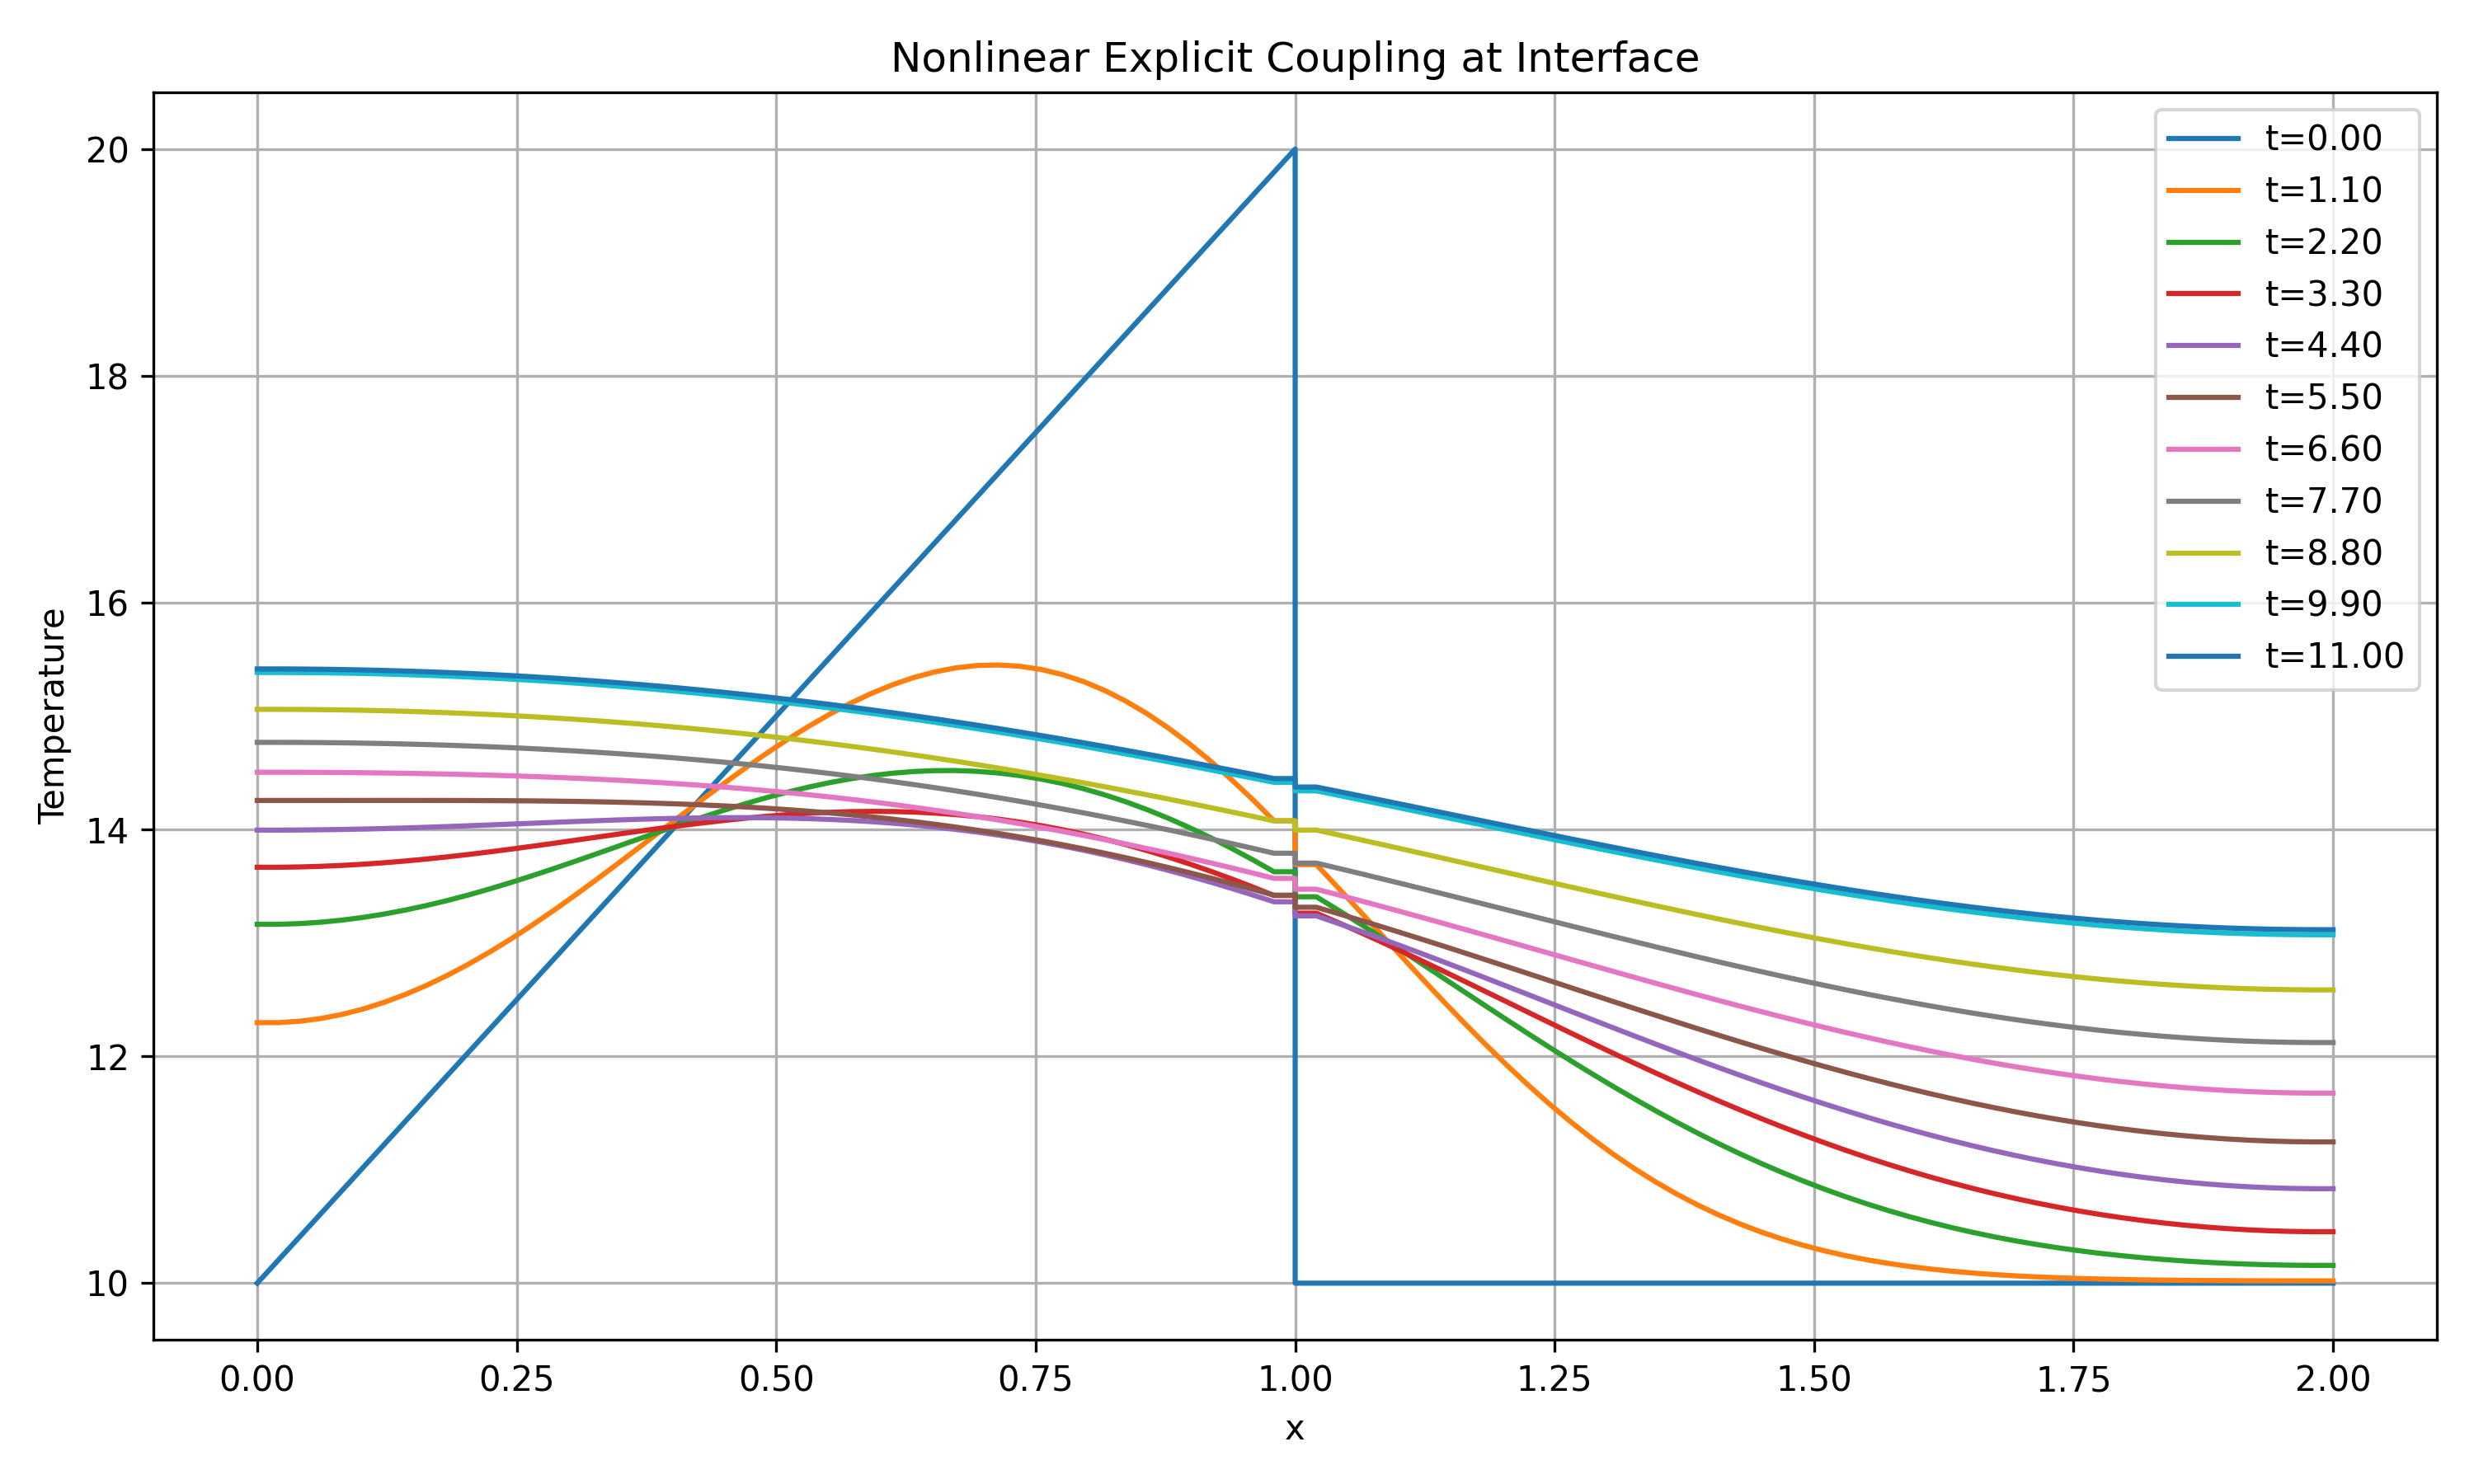 Nonlinear Explicit Coupling at Interface
20
18
16
14
12
10
Temperature
0.00
0.25
0.50
0.75
1.00
1.25
1.50
1.75
2.00
x
t=0.00
t=1.10
t=2.20
t=3.30
t=4.40
t=5.50
t=6.60
t=7.70
t=8.80
t=9.90
t=11.00